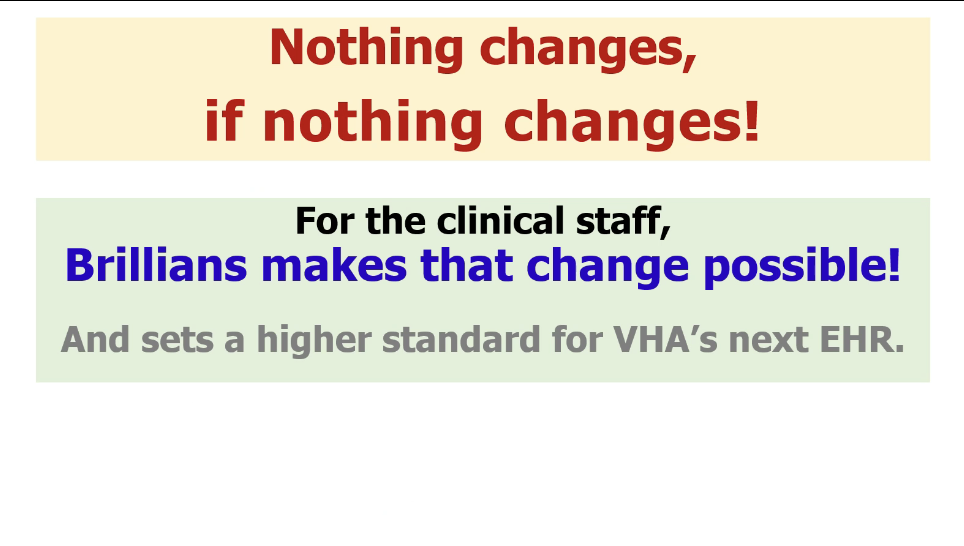 Nothing changes,
if nothing changes!
For the clinical staff,
Brillians makes that change possible!
And sets a higher standard for VHA’s next EHR.